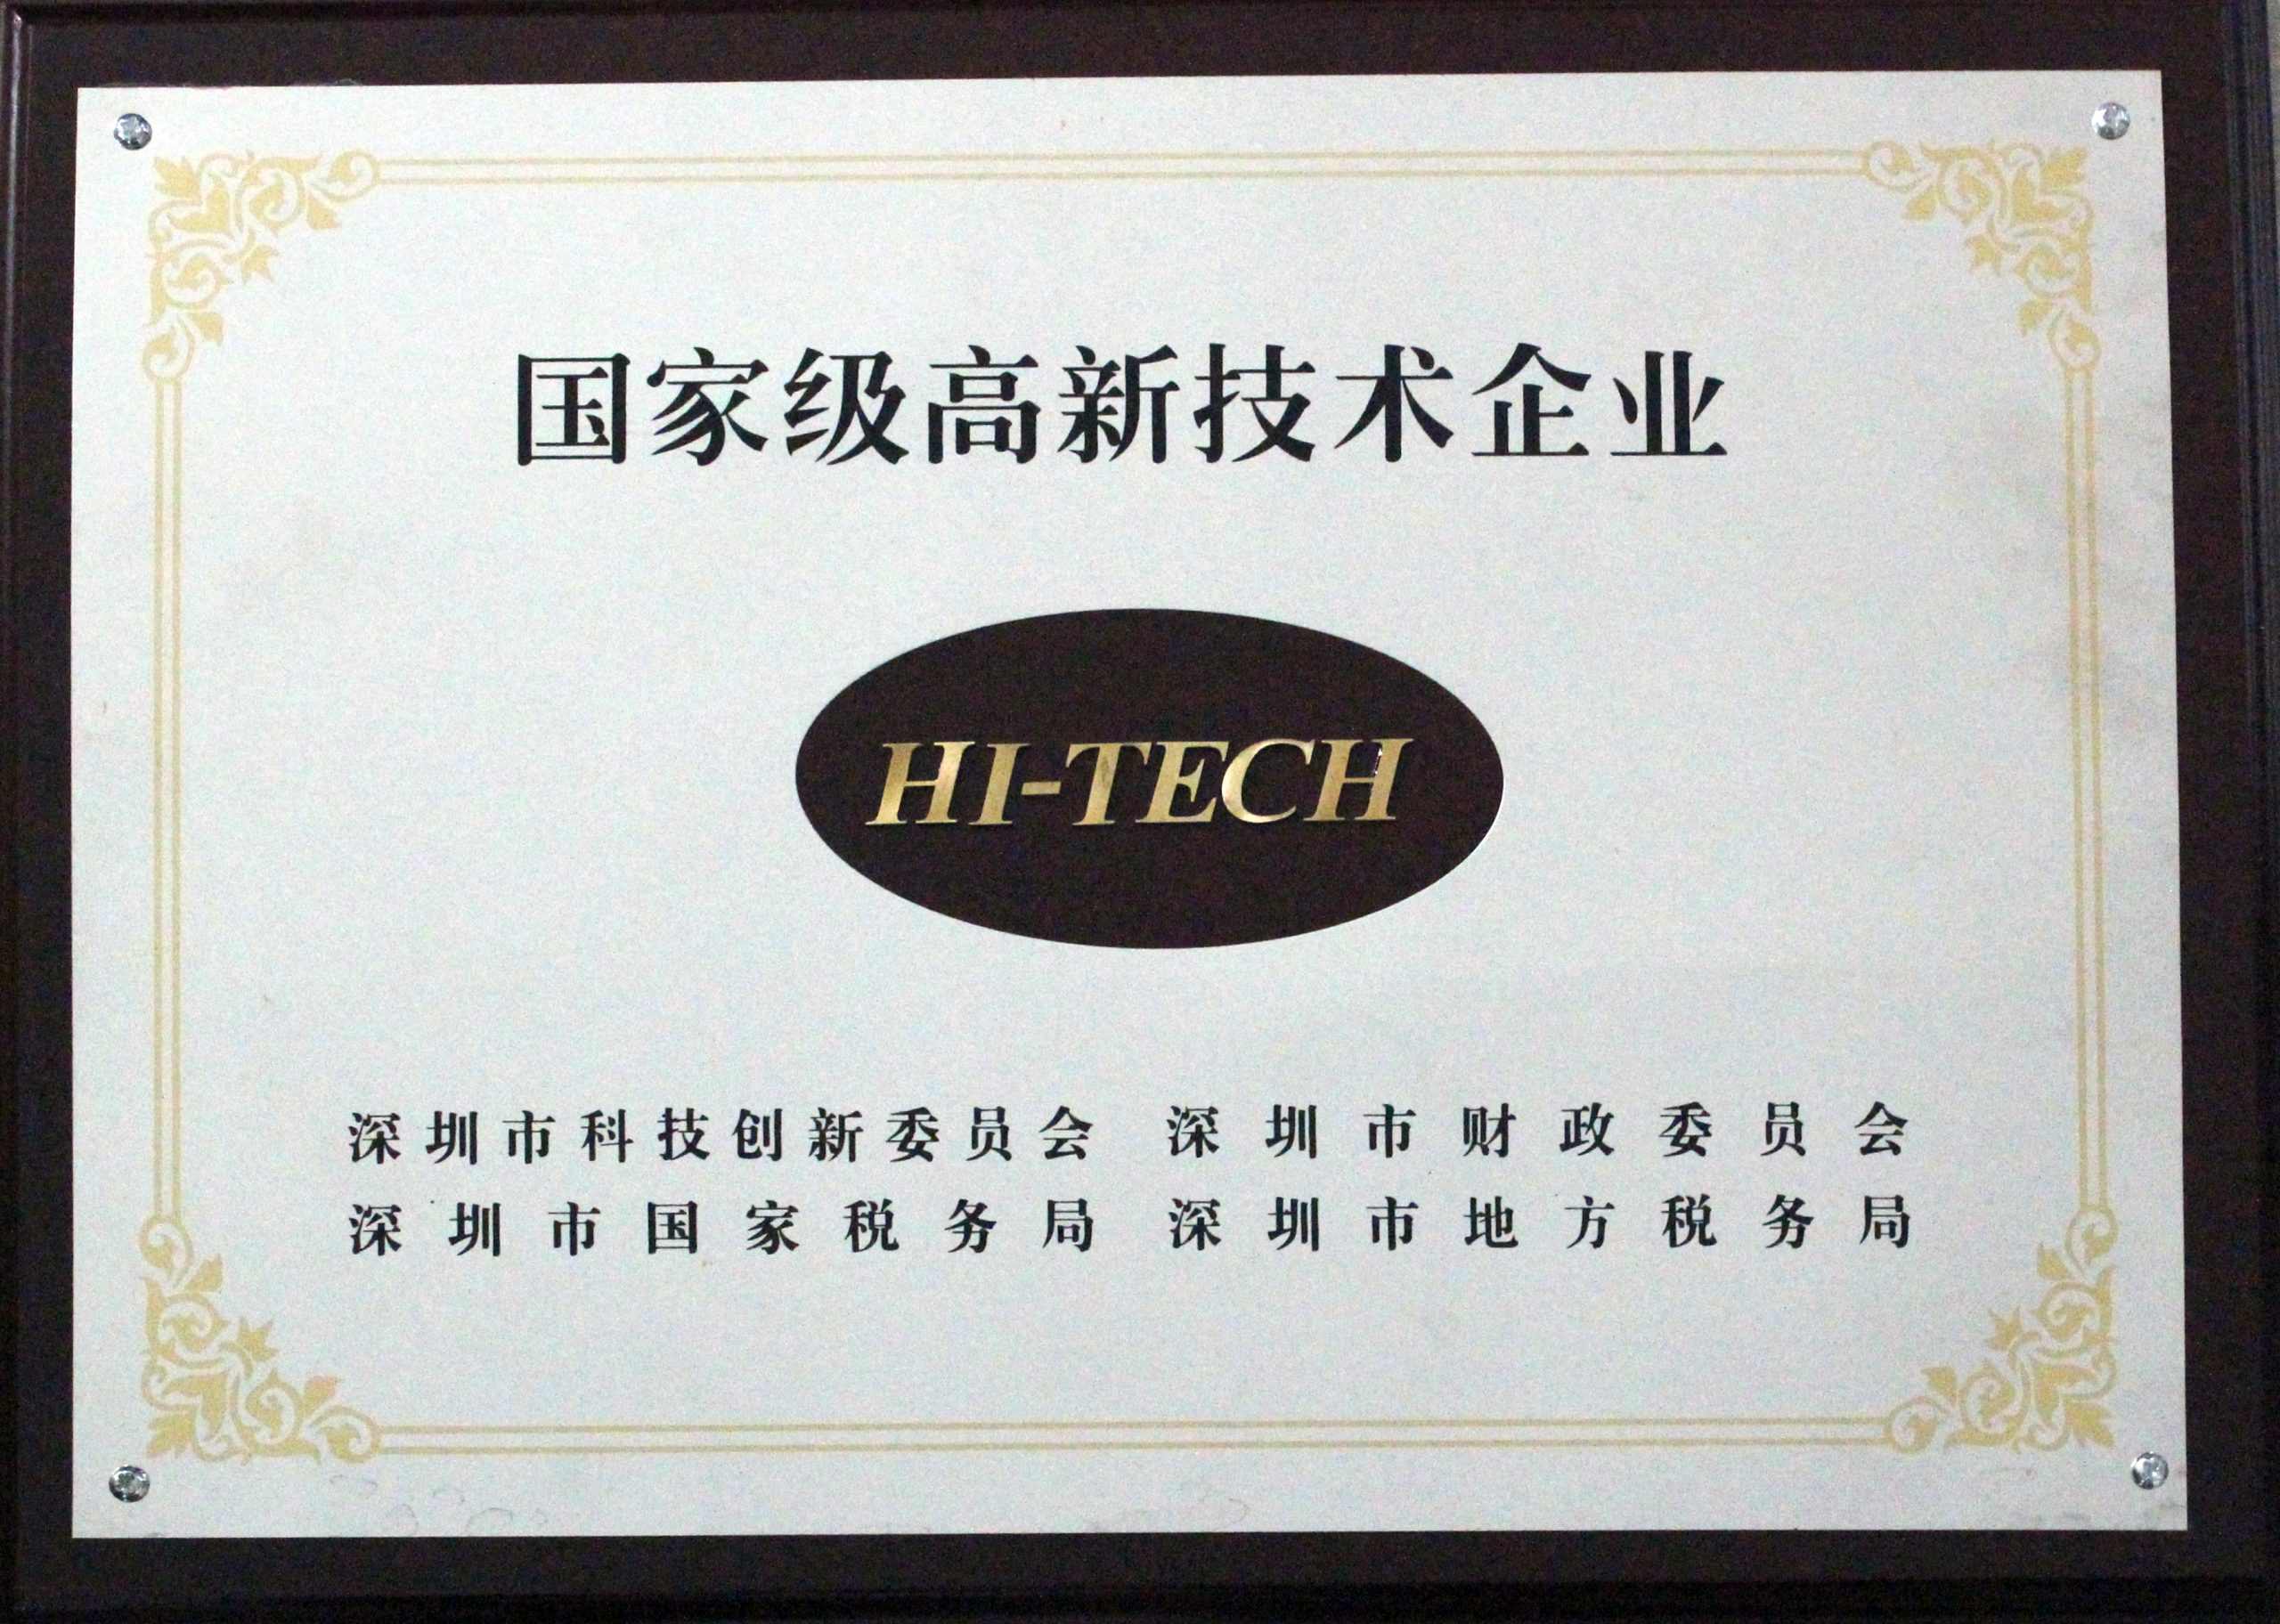 国家级高新技术企业
HI-TECH
深圳市科技创新委员会 深圳市财政委员会
深圳市国家税务局 深圳市地方税务局